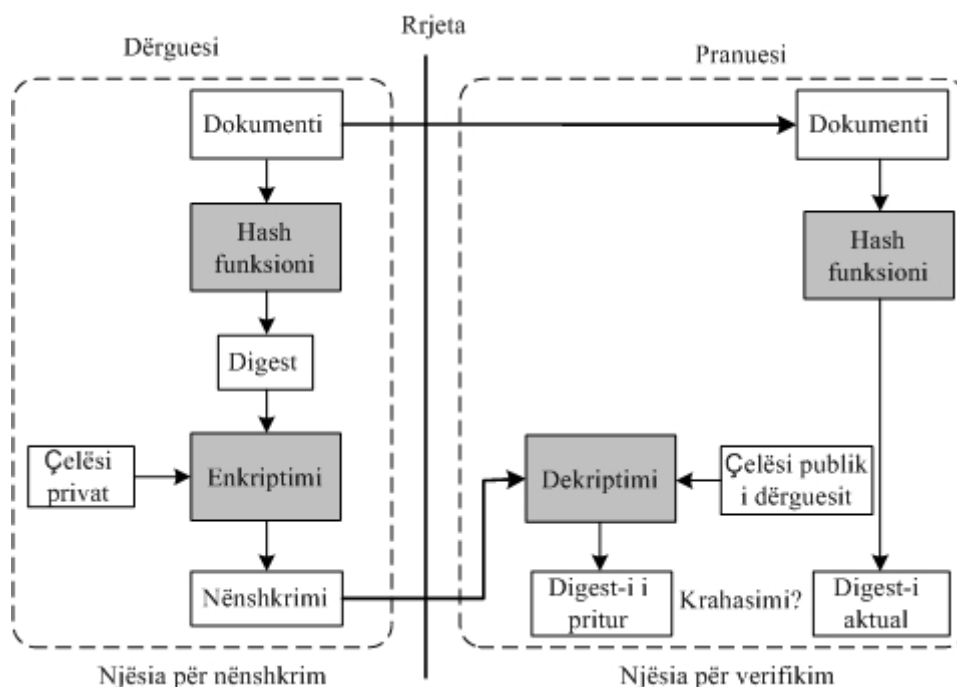 Rrjeta
Dërguesi
Pranuesi
Dokumenti
Dokumenti
Hash
funksioni
Hash
funksioni
Digest
Çelësi
privat
Enkriptimi
Dekriptimi
Çelësi publik
i dërguesit
Nënshkrimi
Digest-i i
pritur
Krahasimi?
Digest-i
aktual
Njësia për nënshkrim
Njësia për verifikim